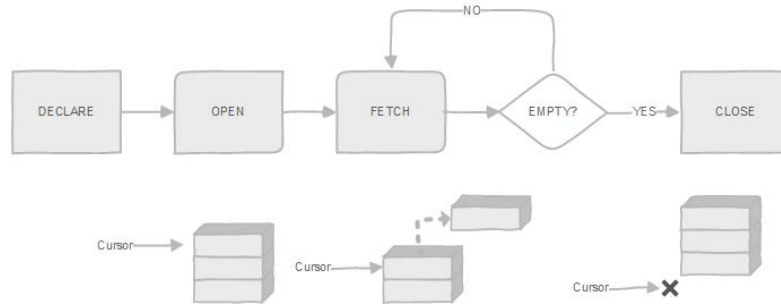 NO
DECLARE
OPEN
FETCH
EMPTY?
YES
CLOSE
Cursor
Cursor
Cursor